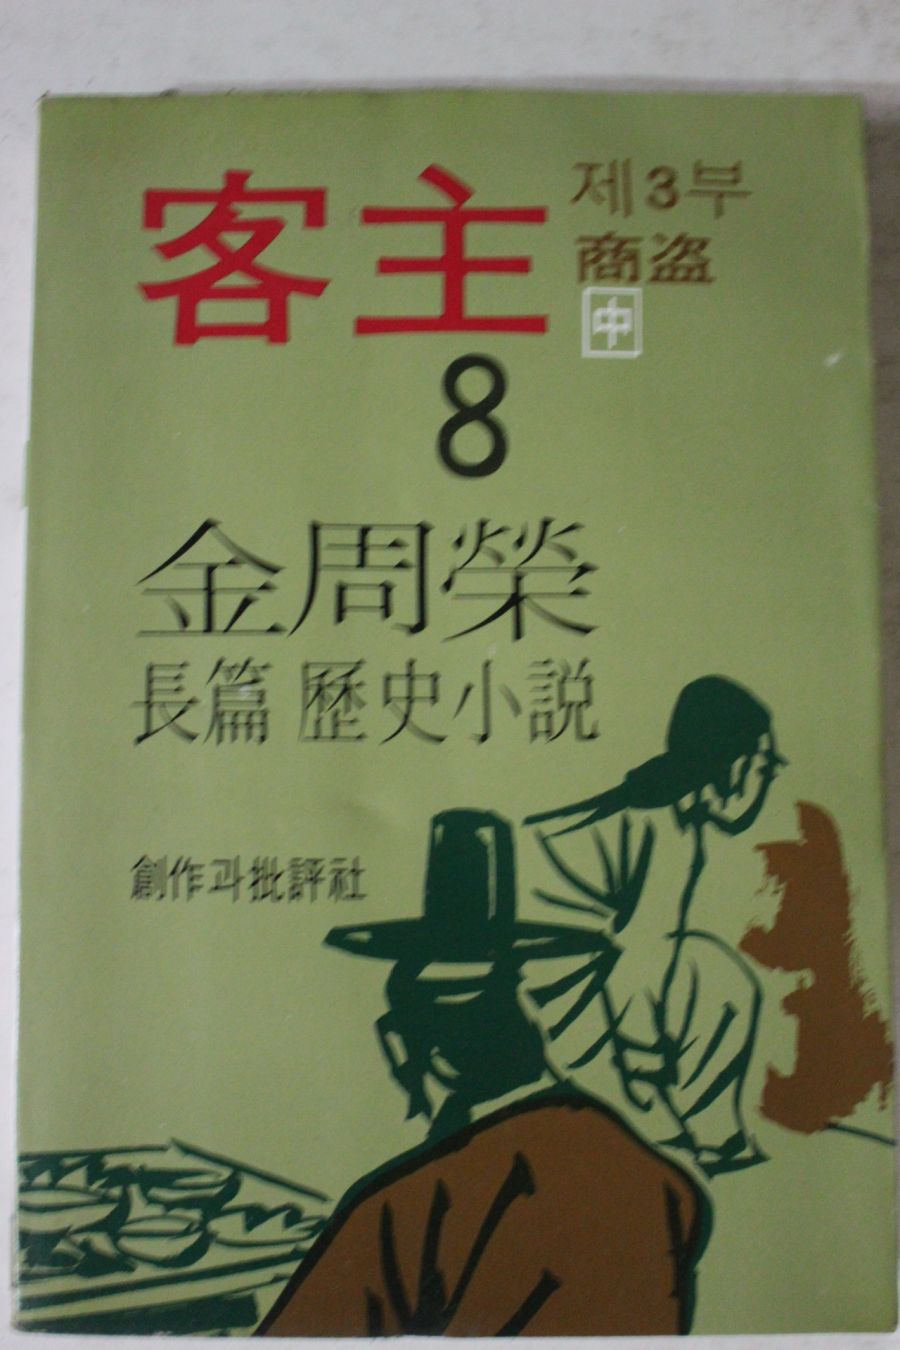 客主
제3부
商盜
中
8
金周榮
長篇 歷史小說
創作과批評社